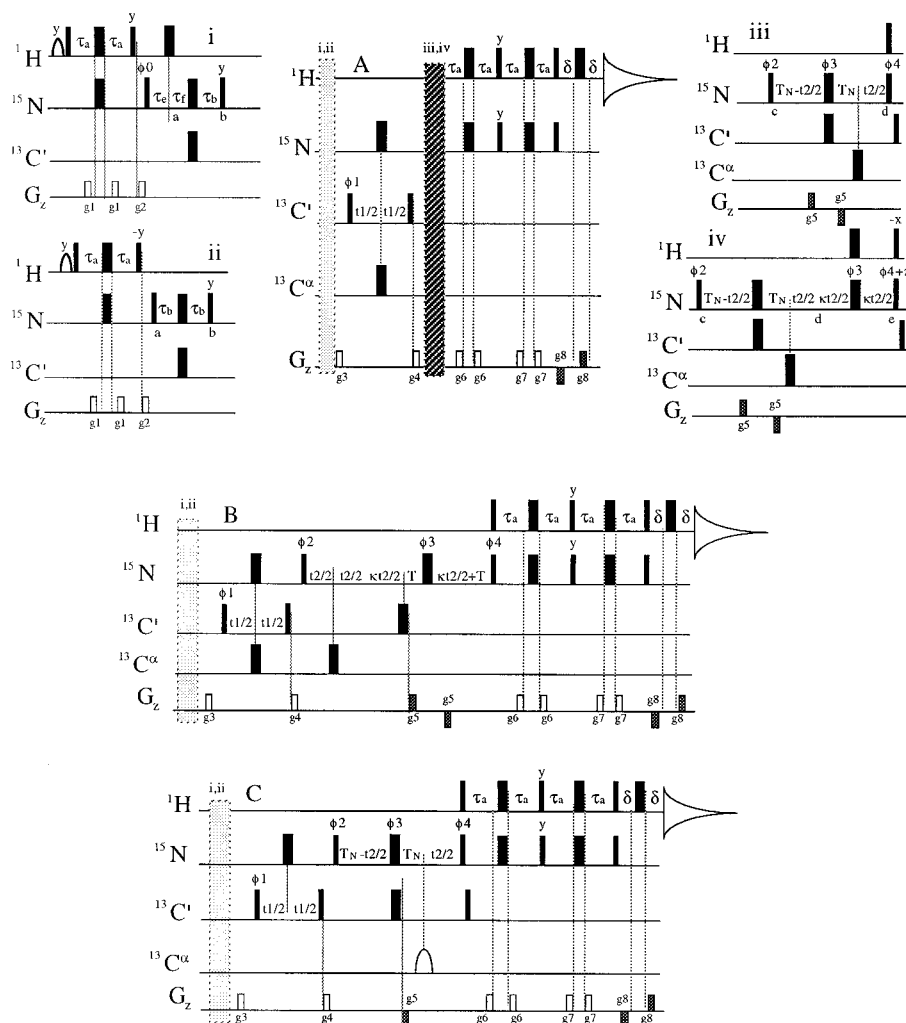 y τa τa y i
¹H
ϕ0
¹⁵N τe τf τb y
a b
¹³C'
Gz
g1 g1 g2
y τa τa -y ii
¹H
¹⁵N τb τb y
a b
¹³C'
Gz
g1 g1 g2
i,ii A iii,iv y
¹H τa τa τa τa δ δ
¹⁵N y
ϕ1
¹³C' t1/2 t1/2
¹³Cα
Gz
g3 g4 g6 g6 g7 g7 g8 g8
iii
¹H
ϕ2 ϕ3 ϕ4
¹⁵N TN-t2/2 TN t2/2
c d
¹³C'
¹³Cα
Gz
g5 g5
iv -x
¹H
ϕ2 ϕ3
¹⁵N TN-t2/2 TN t2/2 κt2/2 κt2/2
c d e
¹³C'
¹³Cα
Gz
g5 g5
i,ii B y
¹H τa τa τa τa δ δ
ϕ2 ϕ3 ϕ4
¹⁵N t2/2 t2/2 κt2/2 T κt2/2+T y
ϕ1
¹³C' t1/2 t1/2
¹³Cα
Gz
g3 g4 g5 g5 g6 g6 g7 g7 g8 g8
i,ii C y
¹H τa τa τa τa δ δ
ϕ2 ϕ3 ϕ4
¹⁵N TN-t2/2 TN t2/2 y
ϕ1
¹³C' t1/2 t1/2
¹³Cα
Gz
g3 g4 g5 g6 g6 g7 g7 g8 g8